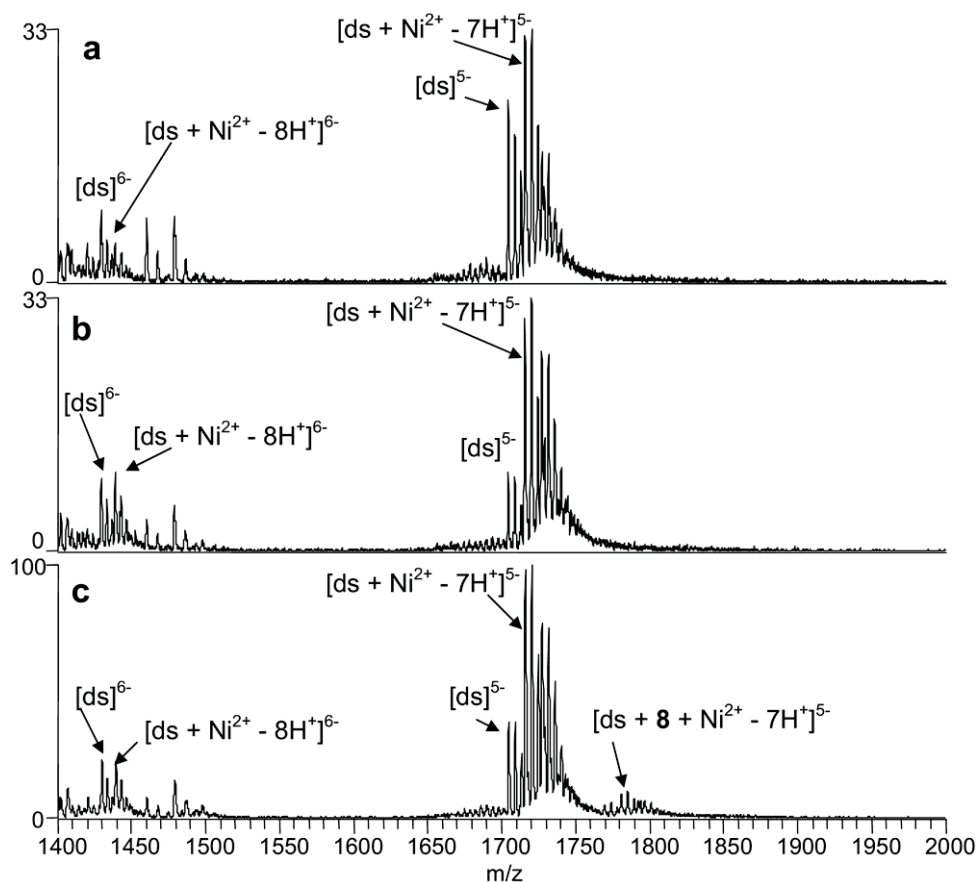 33
a
[ds + Ni²⁺ - 7H⁺]⁵⁻
[ds]⁵⁻
[ds + Ni²⁺ - 8H⁺]⁶⁻
[ds]⁶⁻
0
33
b
[ds + Ni²⁺ - 7H⁺]⁵⁻
[ds]⁶⁻
[ds + Ni²⁺ - 8H⁺]⁶⁻
[ds]⁵⁻
0
100
c
[ds + Ni²⁺ - 7H⁺]⁵⁻
[ds]⁶⁻
[ds]⁵⁻
[ds + 8 + Ni²⁺ - 7H⁺]⁵⁻
[ds + Ni²⁺ - 8H⁺]⁶⁻
0
1400 1450 1500 1550 1600 1650 1700 1750 1800 1850 1900 1950 2000
m/z